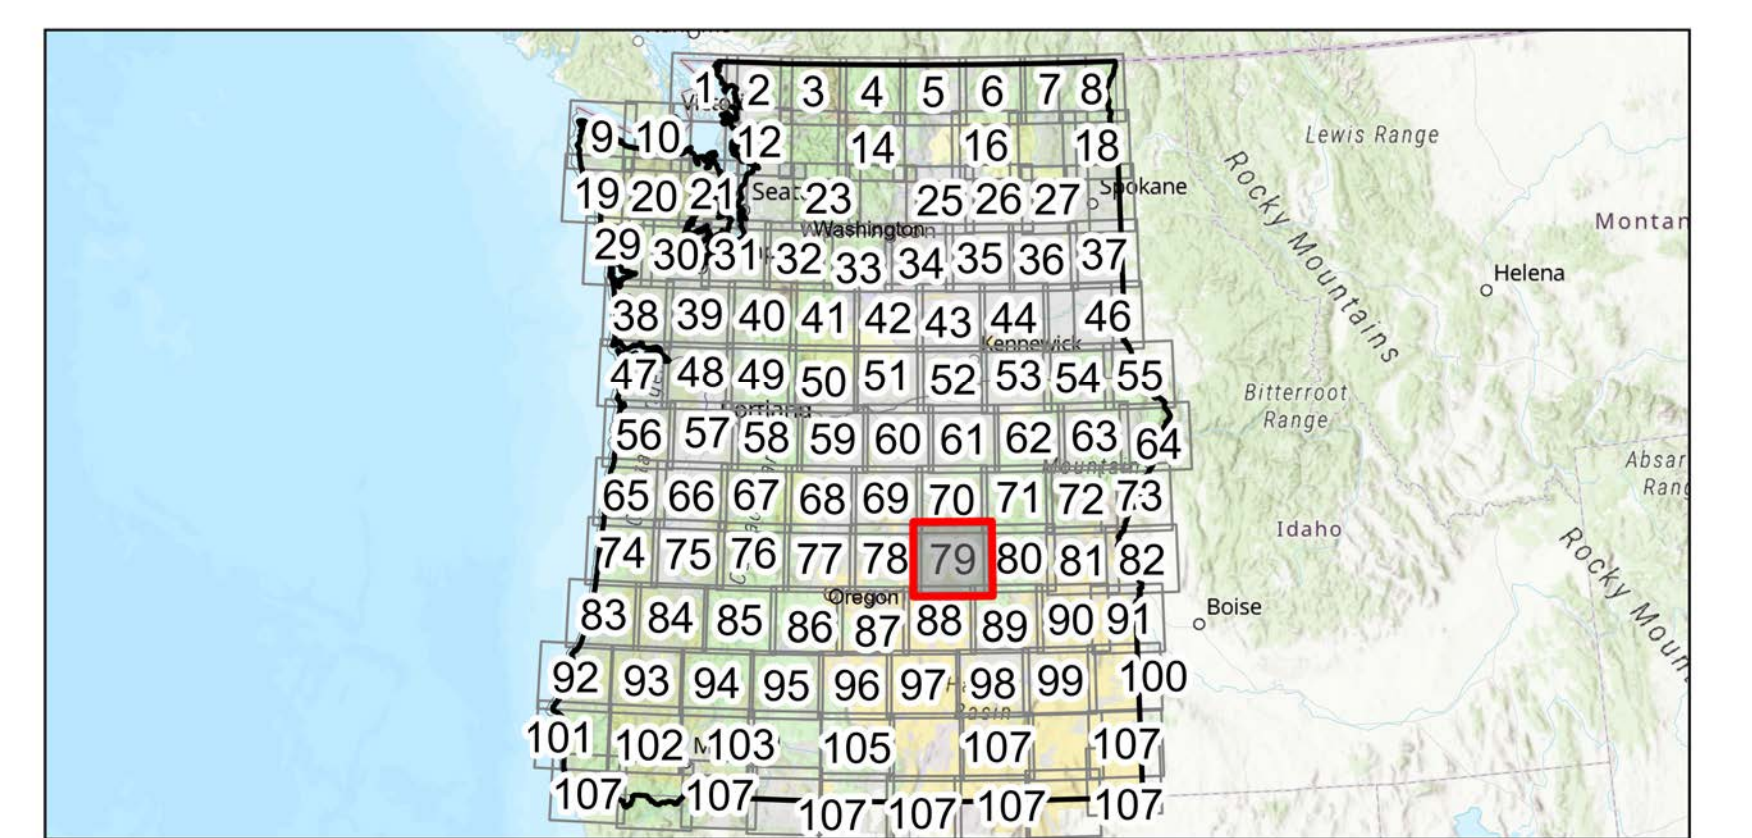 1 2 3 4 5 6 7 8
Lewis Range
9 10 12 14 16 18
Rocky Mountains
19 20 21 Seat 23 25 26 27 Spokane
Washington
Montan
29 30 31 32 33 34 35 36 37
Helena
38 39 40 41 42 43 44 46
Kennewick
47 48 49 50 51 52 53 54 55
Bitterroot
Range
Portland
56 57 58 59 60 61 62 63 64
Mountain
Absar
Rang
65 66 67 68 69 70 71 72 73
Idaho
74 75 76 77 78 79 80 81 82
Rocky Moun
Oregon
Boise
83 84 85 86 87 88 89 90 91
92 93 94 95 96 97 98 99 100
Basin
101 102 M 103 105 107 107
107 107 107 107 107 107